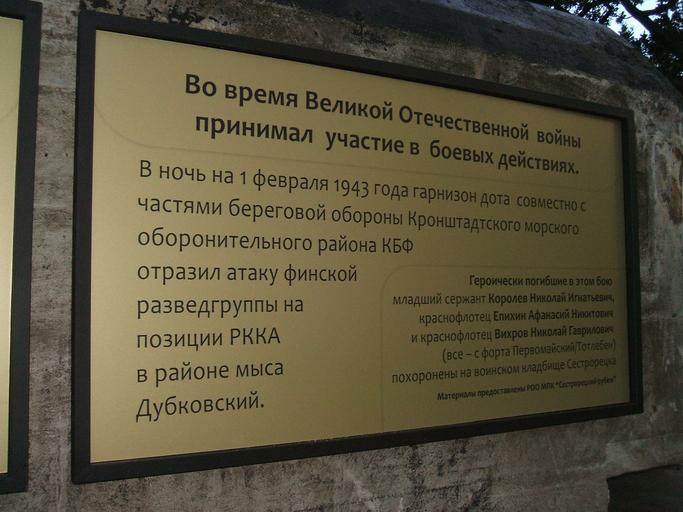 Во время Великой Отечественной войны
принимал участие в боевых действиях.
В ночь на 1 февраля 1943 года гарнизон дота совместно с
частями береговой обороны Кронштадтского морского
оборонительного района КБФ
отразил атаку финской
разведгруппы на
позиции РККА
в районе мыса
Дубковский.
Героически погибшие в этом бою
младший сержант Королев Николай Игнатьевич,
краснофлотец Епихин Афанасий Никитович
и краснофлотец Вихров Николай Гаврилович
(все – с форта Первомайский/Тотлебен)
похоронены на воинском кладбище Сестрорецка
Материалы предоставлены РОО МПК "Сестрорецкий рубеж"